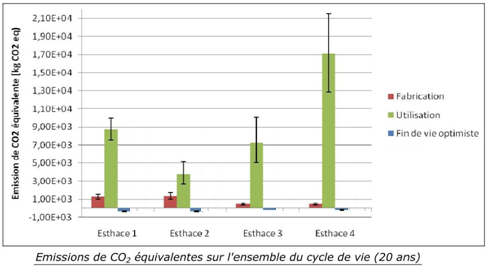 2,10E+04
1,90E+04
1,70E+04
1,50E+04
1,30E+04
1,10E+04
9,00E+03
7,00E+03
5,00E+03
3,00E+03
1,00E+03
-1,00E+03
Emission de CO2 équivalente [kg CO2 eq]
Esthace 1 Esthace 2 Esthace 3 Esthace 4
Fabrication
Utilisation
Fin de vie optimiste
Emissions de CO₂ équivalentes sur l'ensemble du cycle de vie (20 ans)